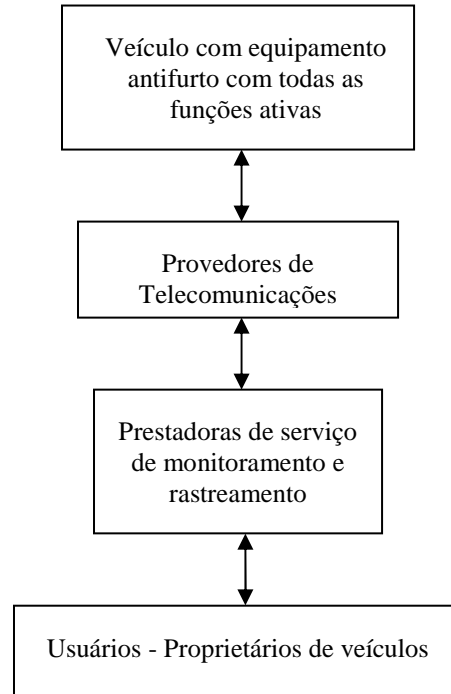 Veículo com equipamento
antifurto com todas as
funções ativas
Provedores de
Telecomunicações
Prestadoras de serviço
de monitoramento e
rastreamento
Usuários - Proprietários de veículos